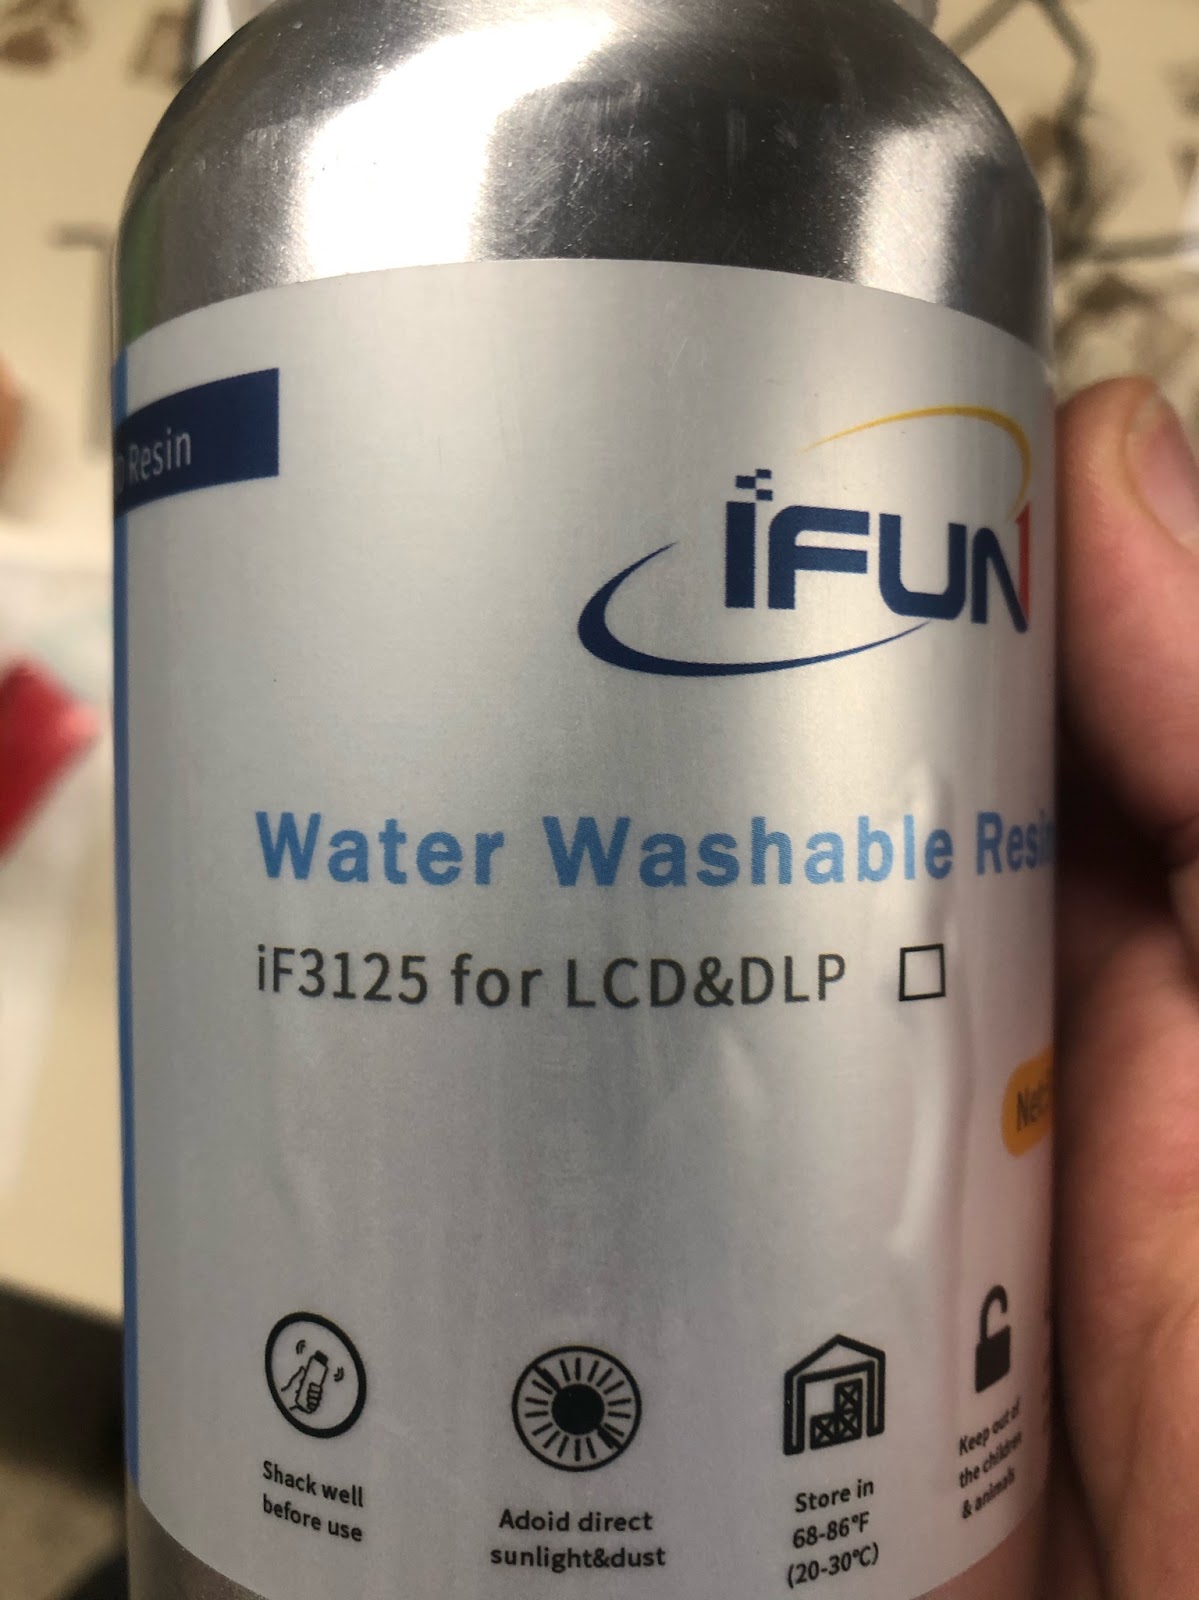 Resin
iFUN
Water Washable Resin
iF3125 for LCD&DLP
Shack well
before use
Adoid direct
sunlight&dust
Store in
68-86°F
(20-30°C)
Keep out of
the children
& animals